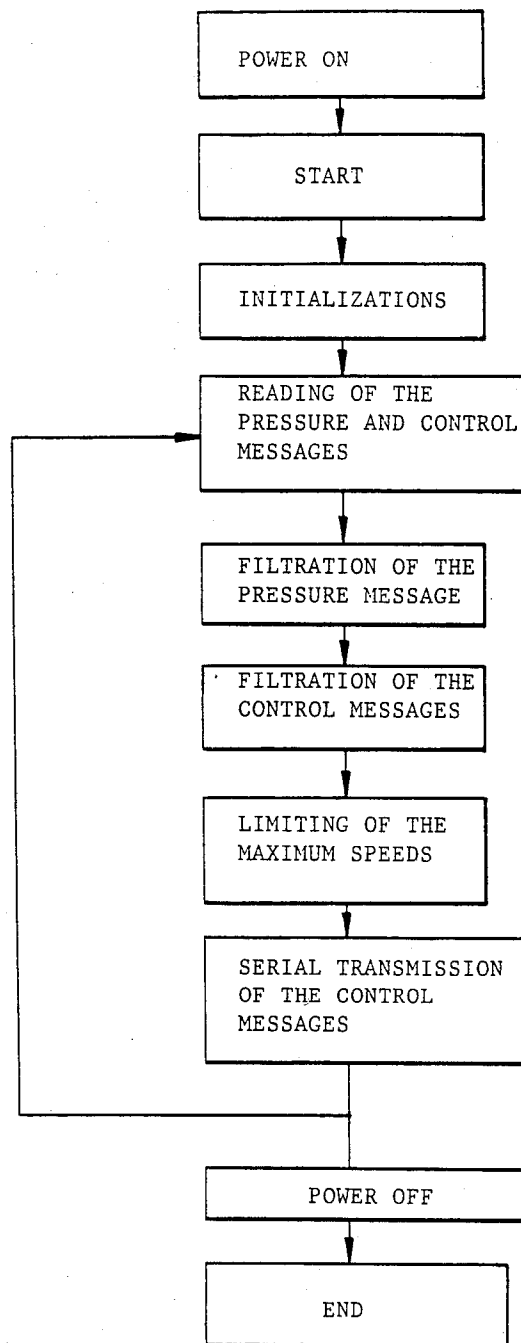 POWER ON
START
INITIALIZATIONS
READING OF THE
PRESSURE AND CONTROL
MESSAGES
FILTRATION OF THE
PRESSURE MESSAGE
FILTRATION OF THE
CONTROL MESSAGES
LIMITING OF THE
MAXIMUM SPEEDS
SERIAL TRANSMISSION
OF THE CONTROL
MESSAGES
POWER OFF
END